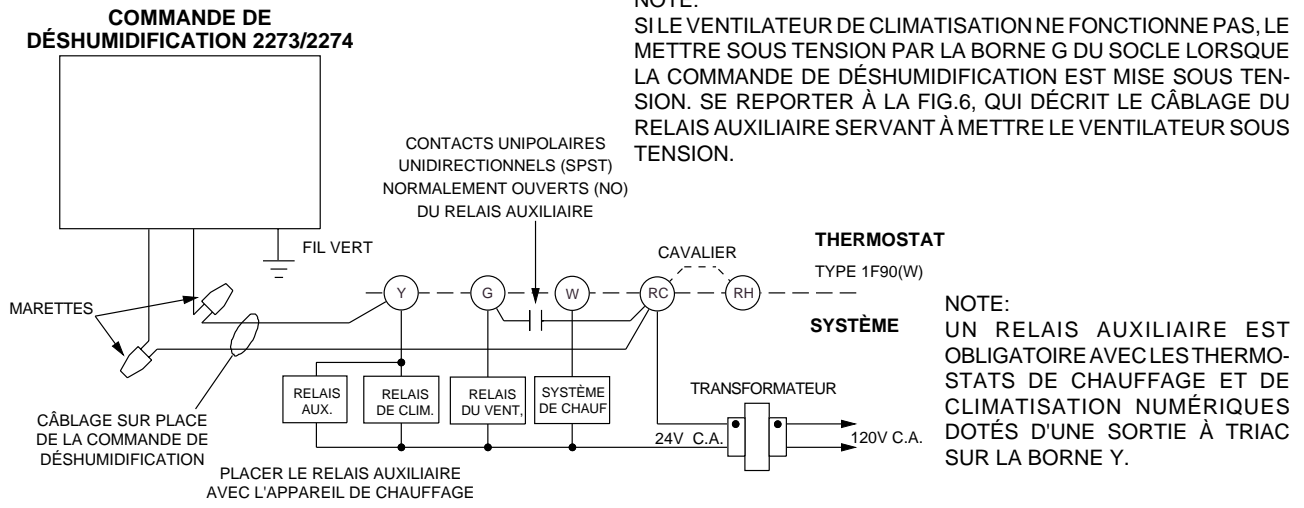 COMMANDE DE
DÉSHUMIDIFICATION 2273/2274
NOTE:
SI LE VENTILATEUR DE CLIMATISATION NE FONCTIONNE PAS, LE
METTRE SOUS TENSION PAR LA BORNE G DU SOCLE LORSQUE
LA COMMANDE DE DÉSHUMIDIFICATION EST MISE SOUS TEN-
SION. SE REPORTER À LA FIG.6, QUI DÉCRIT LE CÂBLAGE DU
RELAIS AUXILIAIRE SERVANT À METTRE LE VENTILATEUR SOUS
TENSION.
CONTACTS UNIPOLAIRES
UNIDIRECTIONNELS (SPST)
NORMALEMENT OUVERTS (NO)
DU RELAIS AUXILIAIRE
FIL VERT
CAVALIER
THERMOSTAT
TYPE 1F90(W)
MARETTES
Y
G
W
RC
RH
SYSTÈME
NOTE:
UN RELAIS AUXILIAIRE EST
OBLIGATOIRE AVEC LES THERMO-
STATS DE CHAUFFAGE ET DE
CLIMATISATION NUMÉRIQUES
DOTÉS D'UNE SORTIE À TRIAC
SUR LA BORNE Y.
RELAIS
AUX.
RELAIS
DE CLIM.
RELAIS
DU VENT,
SYSTÈME
DE CHAUF
TRANSFORMATEUR
24V C.A.
120V C.A.
CÂBLAGE SUR PLACE
DE LA COMMANDE DE
DÉSHUMIDIFICATION
PLACER LE RELAIS AUXILIAIRE
AVEC L'APPAREIL DE CHAUFFAGE